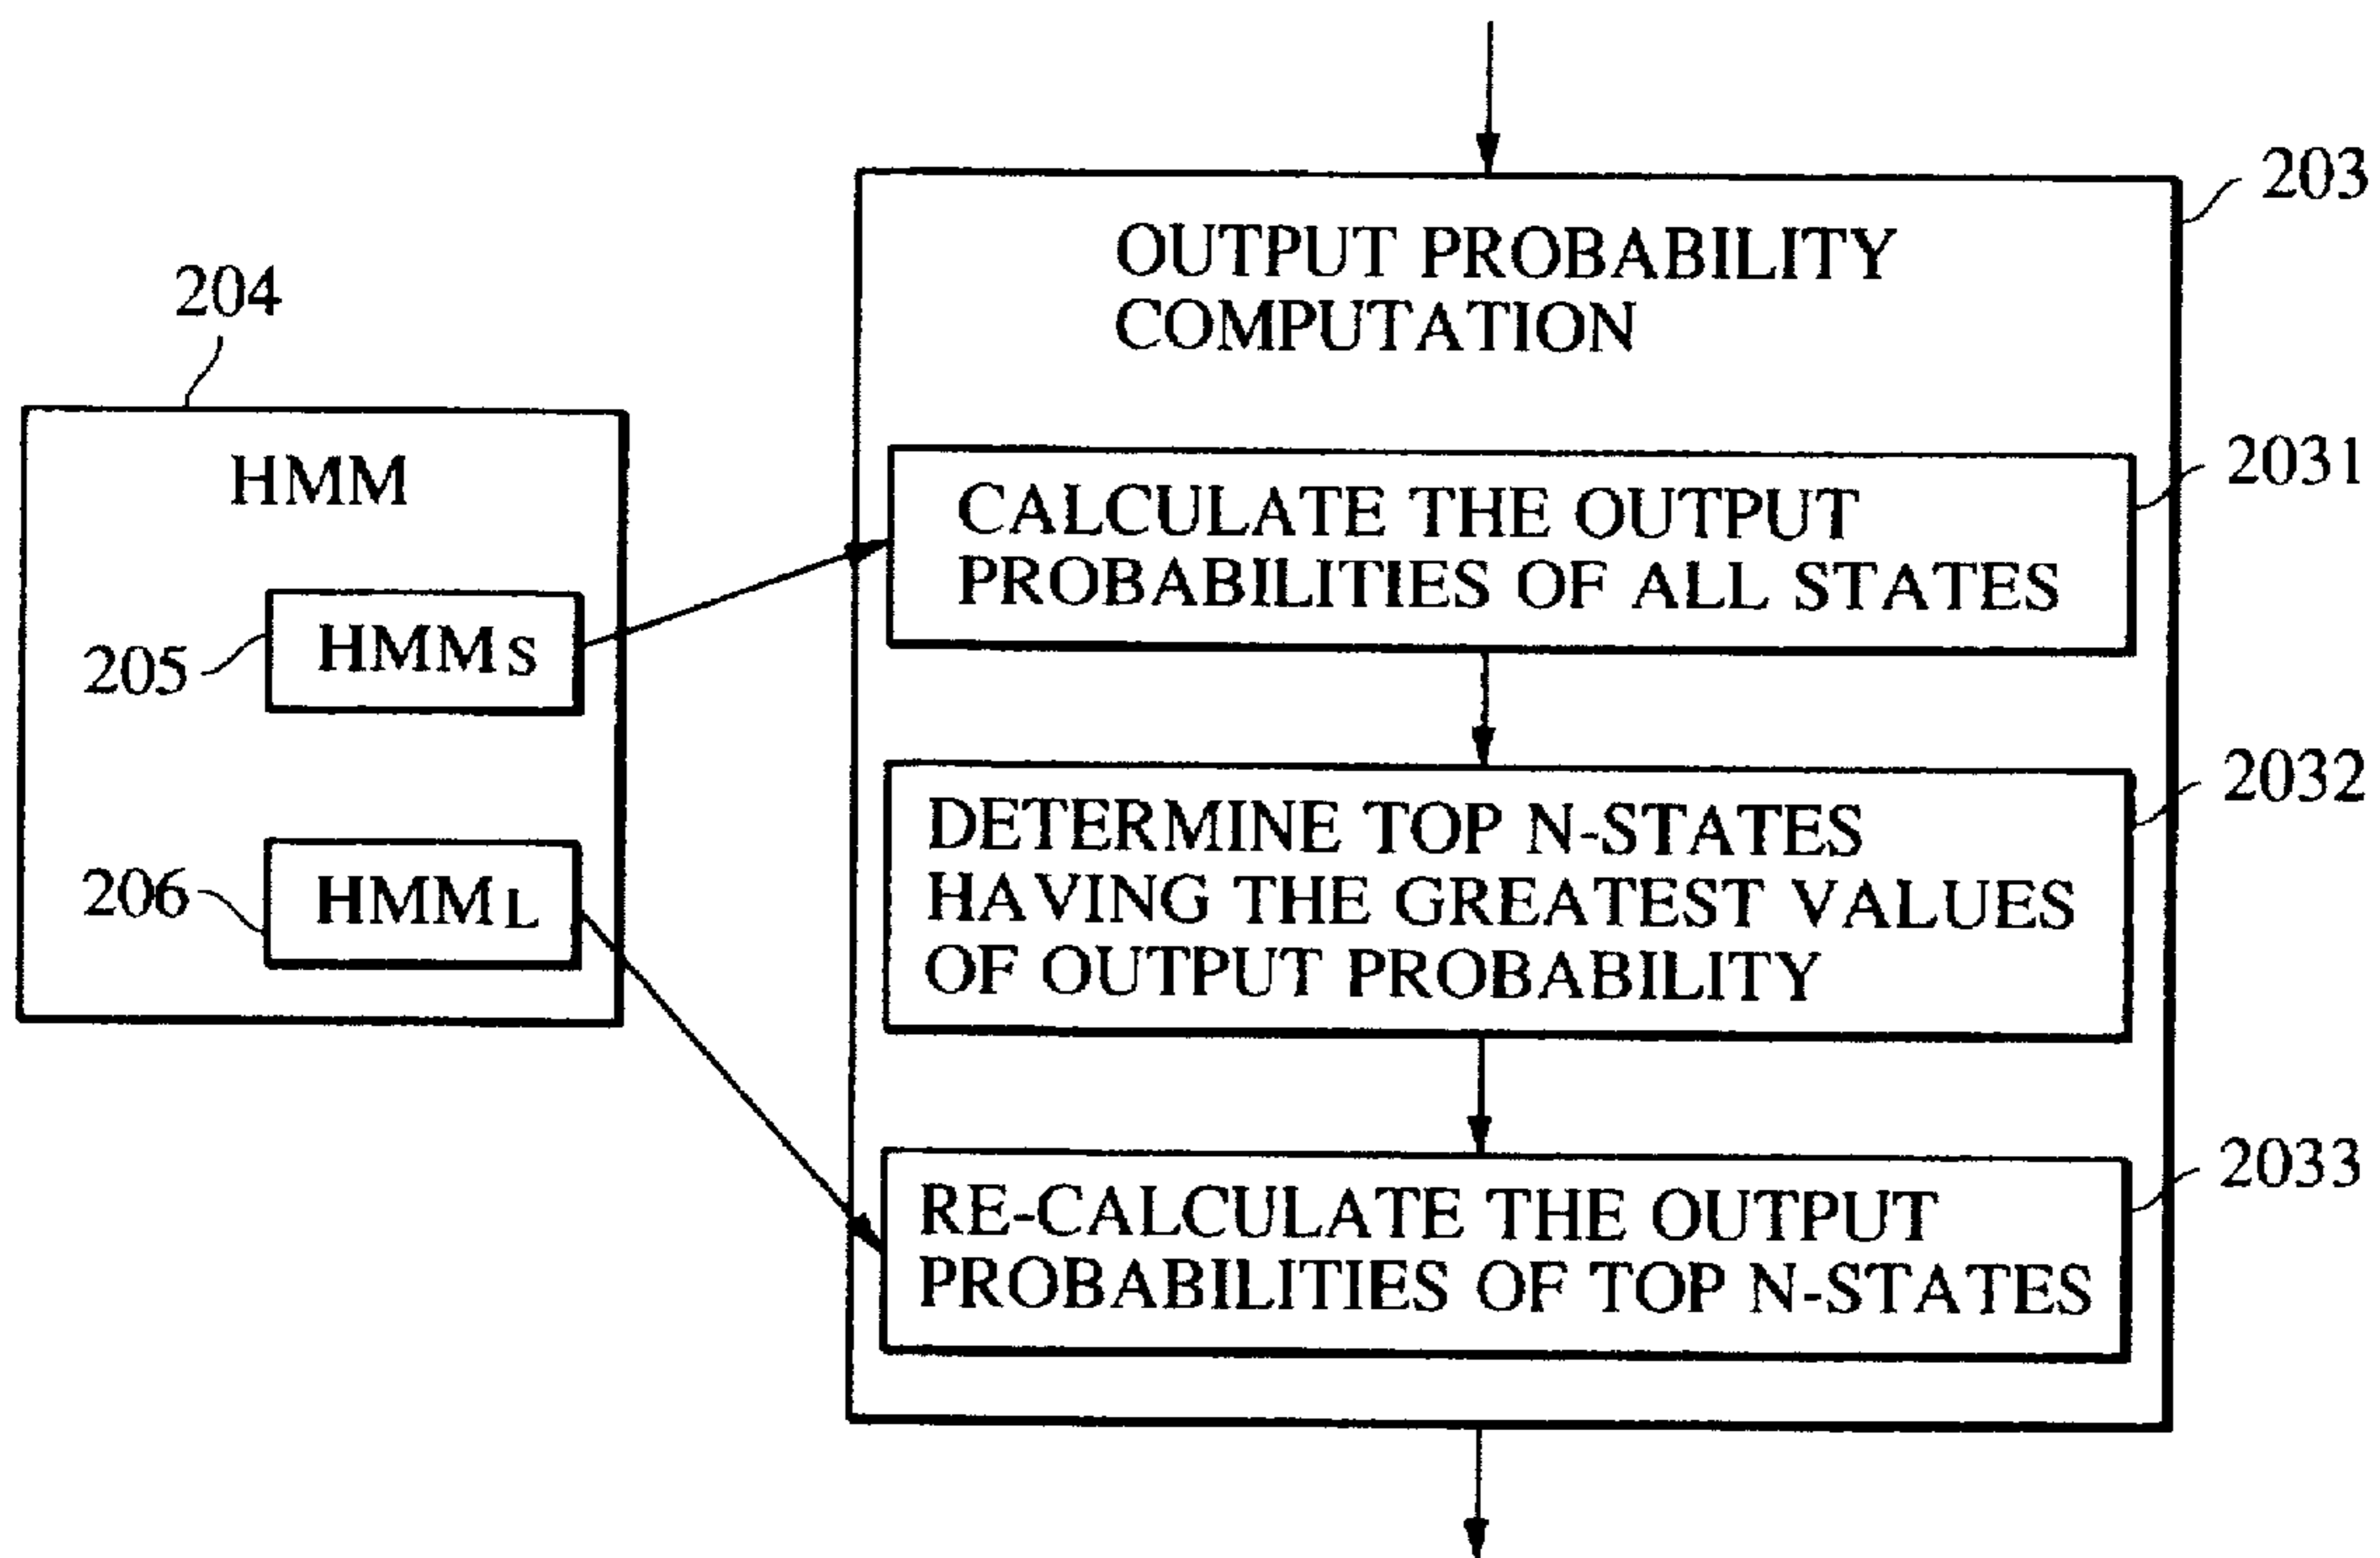 203
OUTPUT PROBABILITY
COMPUTATION
204
HMM
205
HMMS
206
HMML
2031
CALCULATE THE OUTPUT
PROBABILITIES OF ALL STATES
2032
DETERMINE TOP N-STATES
HAVING THE GREATEST VALUES
OF OUTPUT PROBABILITY
2033
RE-CALCULATE THE OUTPUT
PROBABILITIES OF TOP N-STATES